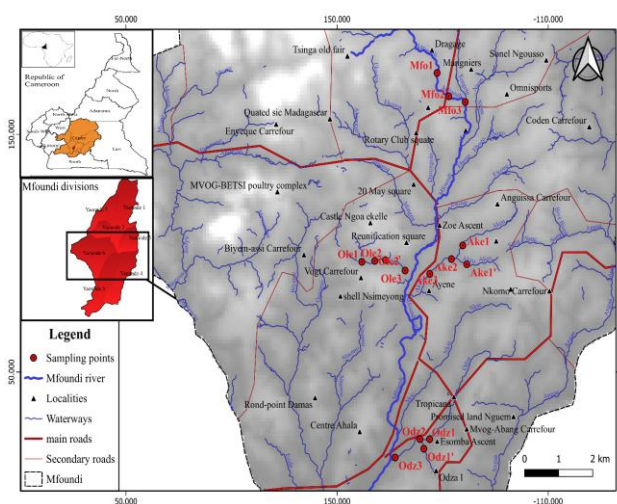 50.000
150.000
-110.000
Republic of
Cameroon
Mfoundi divisions
Legend
Sampling points
Mfoundi river
Localities
Waterways
main roads
Secondary roads
Mfoundi
150.000
50.000
Tsinga old fair
Dragage
Sonel Ngousso
Mfo1
Mangniers
Mfo2
Omnisports
Mfo3
Quated sic Madagascar
Enyeque Carrefour
Coden Carrefour
Rotary Club square
MVOG-BETSI poultry complex
20 May square
Anguissa Carrefour
Castle Ngoa ekelle
Zoe Ascent
Reunification square
Biyem-assi Carrefour
Ake1
Ole1
Ole2
Ake2
Ake1'
Vogt Carrefour
Ole3
shell Nsimeyong
Nkomo Carrefour
Rond-point Damas
Tropicana
Promised land Nguem
Centre Ahala
Mvog-Abang Carrefour
Odz2
Odz1
Esomba Ascent
Odz1'
Odz3
Odza 1
0
1
2 km
50.000
150.000
-110.000